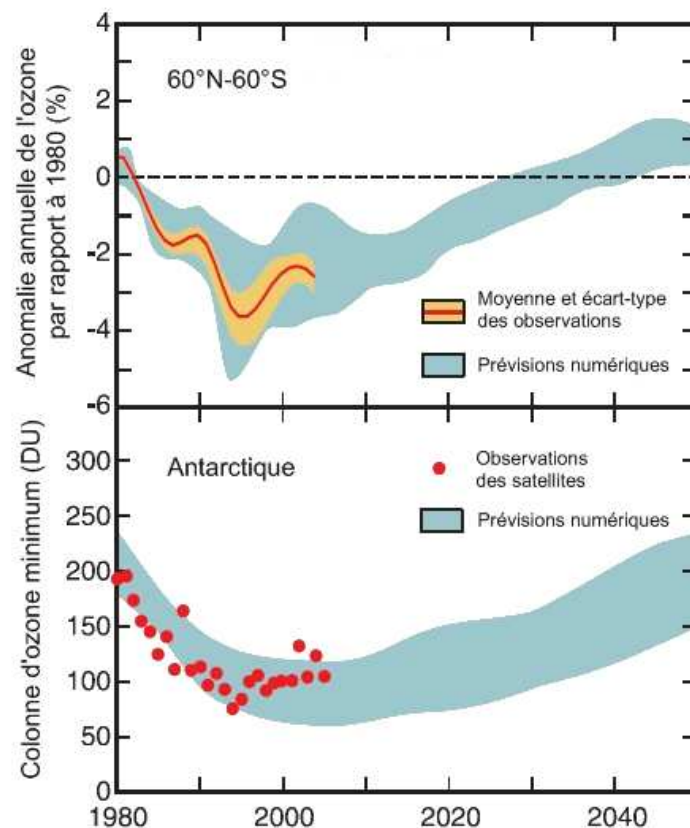 Anomalie annuelle de l'ozone
par rapport à 1980 (%)
4
2
0
-2
-4
-6
60°N-60°S
Moyenne et écart-type
des observations
Prévisions numériques
Colonne d'ozone minimum (DU)
300
250
200
150
100
50
0
Antarctique
Observations
des satellites
Prévisions numériques
1980 2000 2020 2040